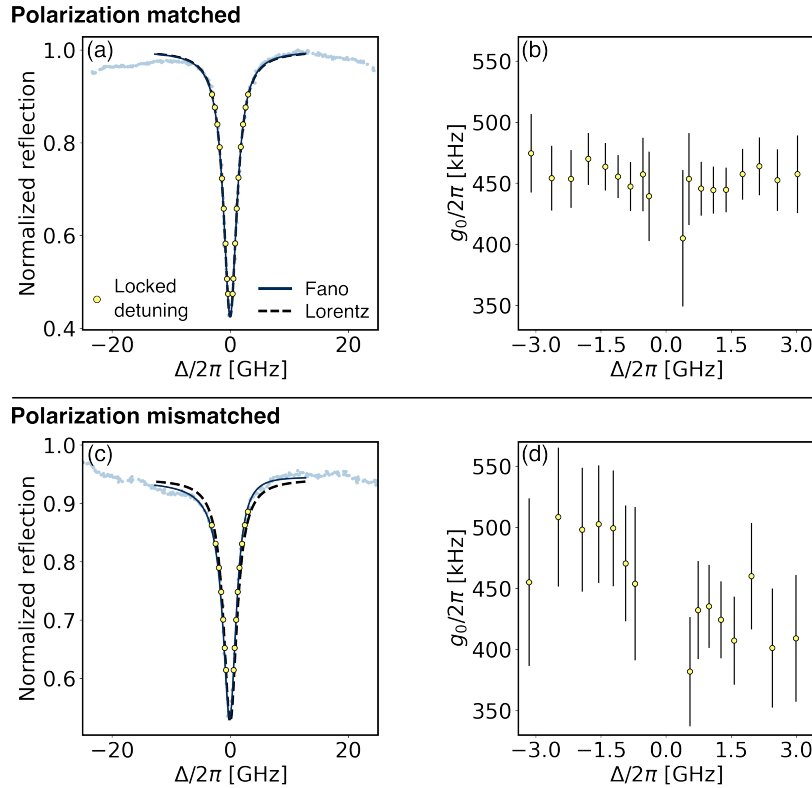 Polarization matched
(a)
Normalized reflection
1.0
0.8
0.6
0.4
Locked
detuning
Fano
Lorentz
−20 0 20
Δ/2π [GHz]
(b)
g₀/2π [kHz]
550
500
450
400
350
−3.0 −1.5 0.0 1.5 3.0
Δ/2π [GHz]
Polarization mismatched
(c)
Normalized reflection
1.0
0.9
0.8
0.7
0.6
−20 0 20
Δ/2π [GHz]
(d)
g₀/2π [kHz]
550
500
450
400
350
−3.0 −1.5 0.0 1.5 3.0
Δ/2π [GHz]